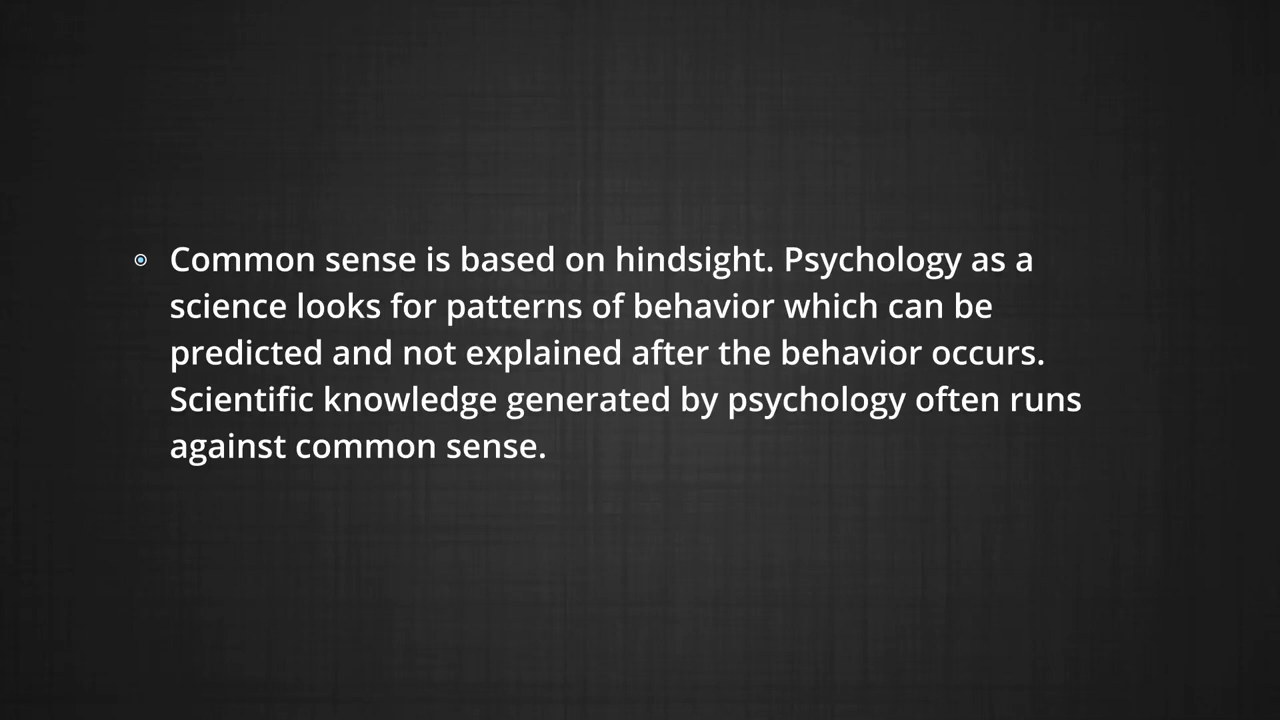 Common sense is based on hindsight. Psychology as a
science looks for patterns of behavior which can be
predicted and not explained after the behavior occurs.
Scientific knowledge generated by psychology often runs
against common sense.